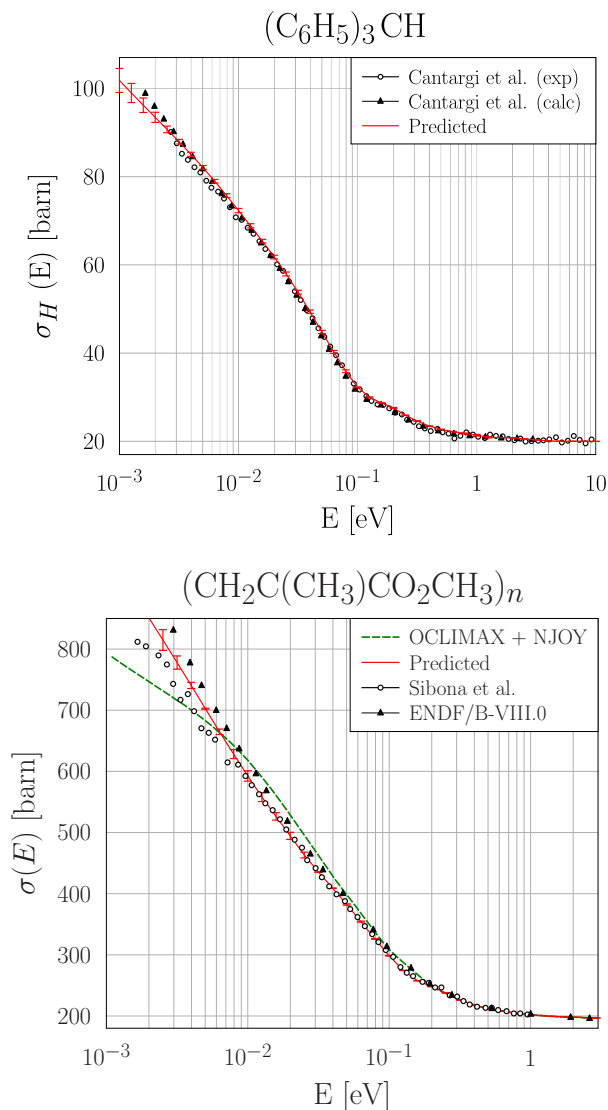 (C₆H₅)₃CH
Cantargi et al. (exp)
Cantargi et al. (calc)
Predicted
100
80
60
40
20
σ_H (E) [barn]
10⁻³ 10⁻² 10⁻¹ 1 10
E [eV]
(CH₂C(CH₃)CO₂CH₃)ₙ
OCLIMAX + NJOY
Predicted
Sibona et al.
ENDF/B-VIII.0
800
700
600
500
400
300
200
σ(E) [barn]
10⁻³ 10⁻² 10⁻¹ 1
E [eV]